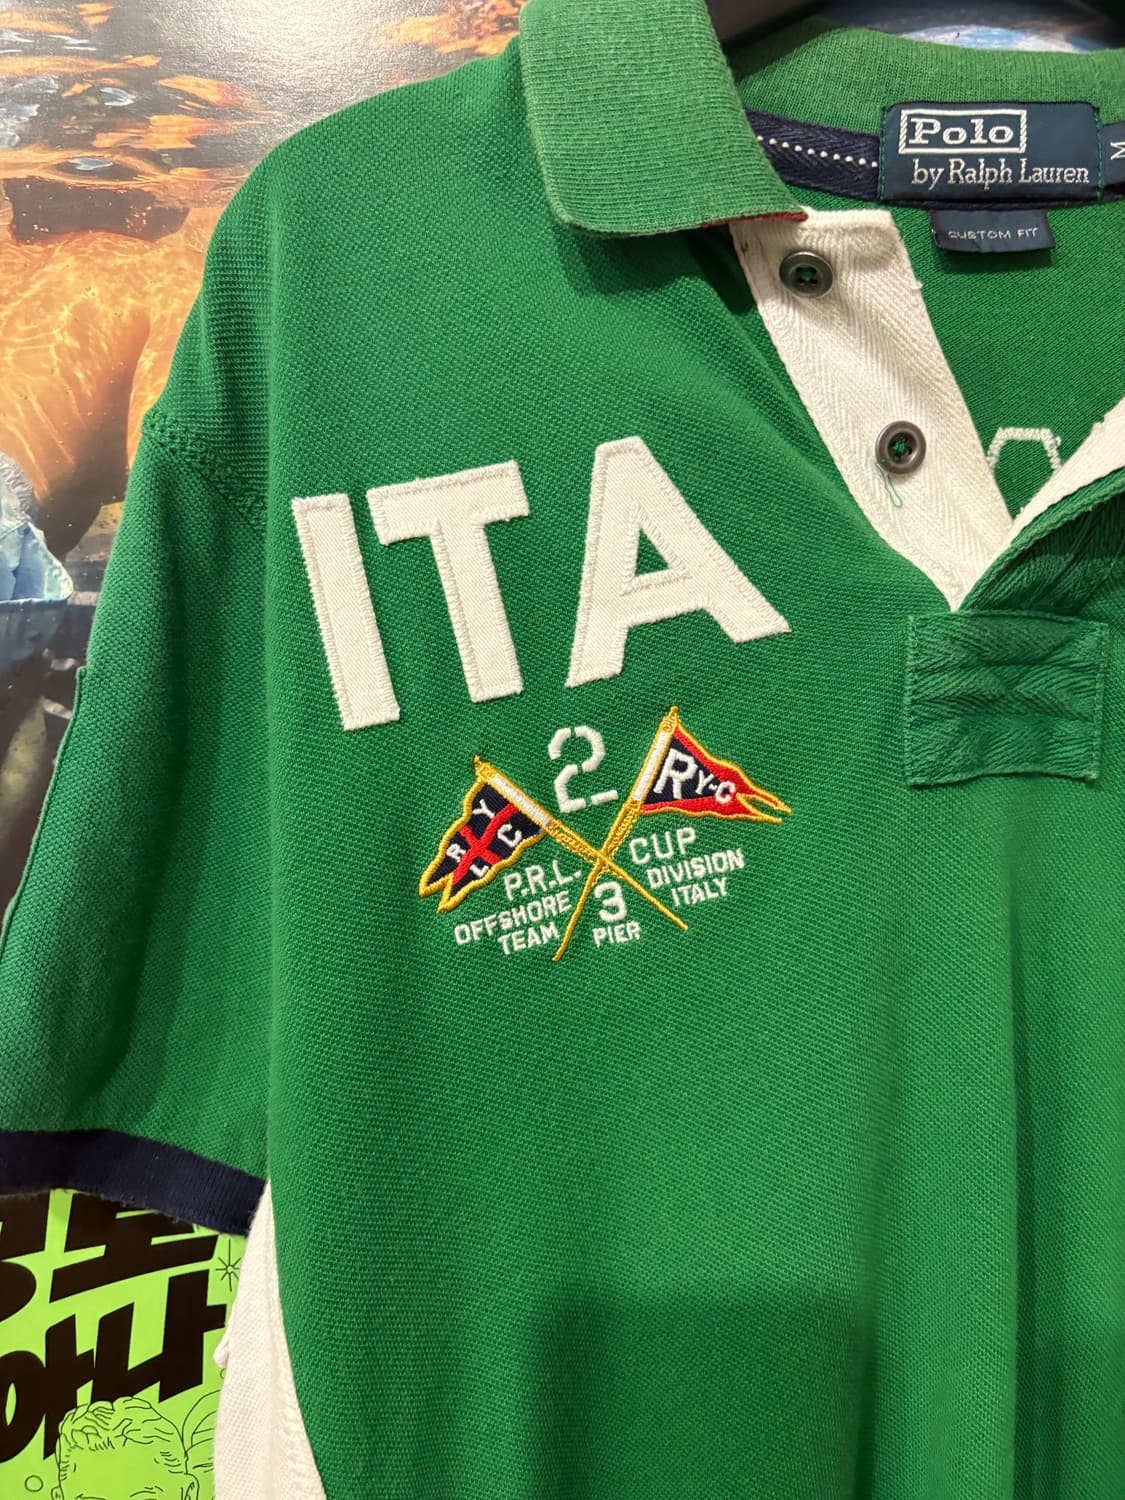 Polo
by Ralph Lauren
M
CUSTOM FIT
ITA
2
R Y
L C
R Y-C
P.R.L. CUP
OFFSHORE DIVISION
TEAM 3 ITALY
PIER